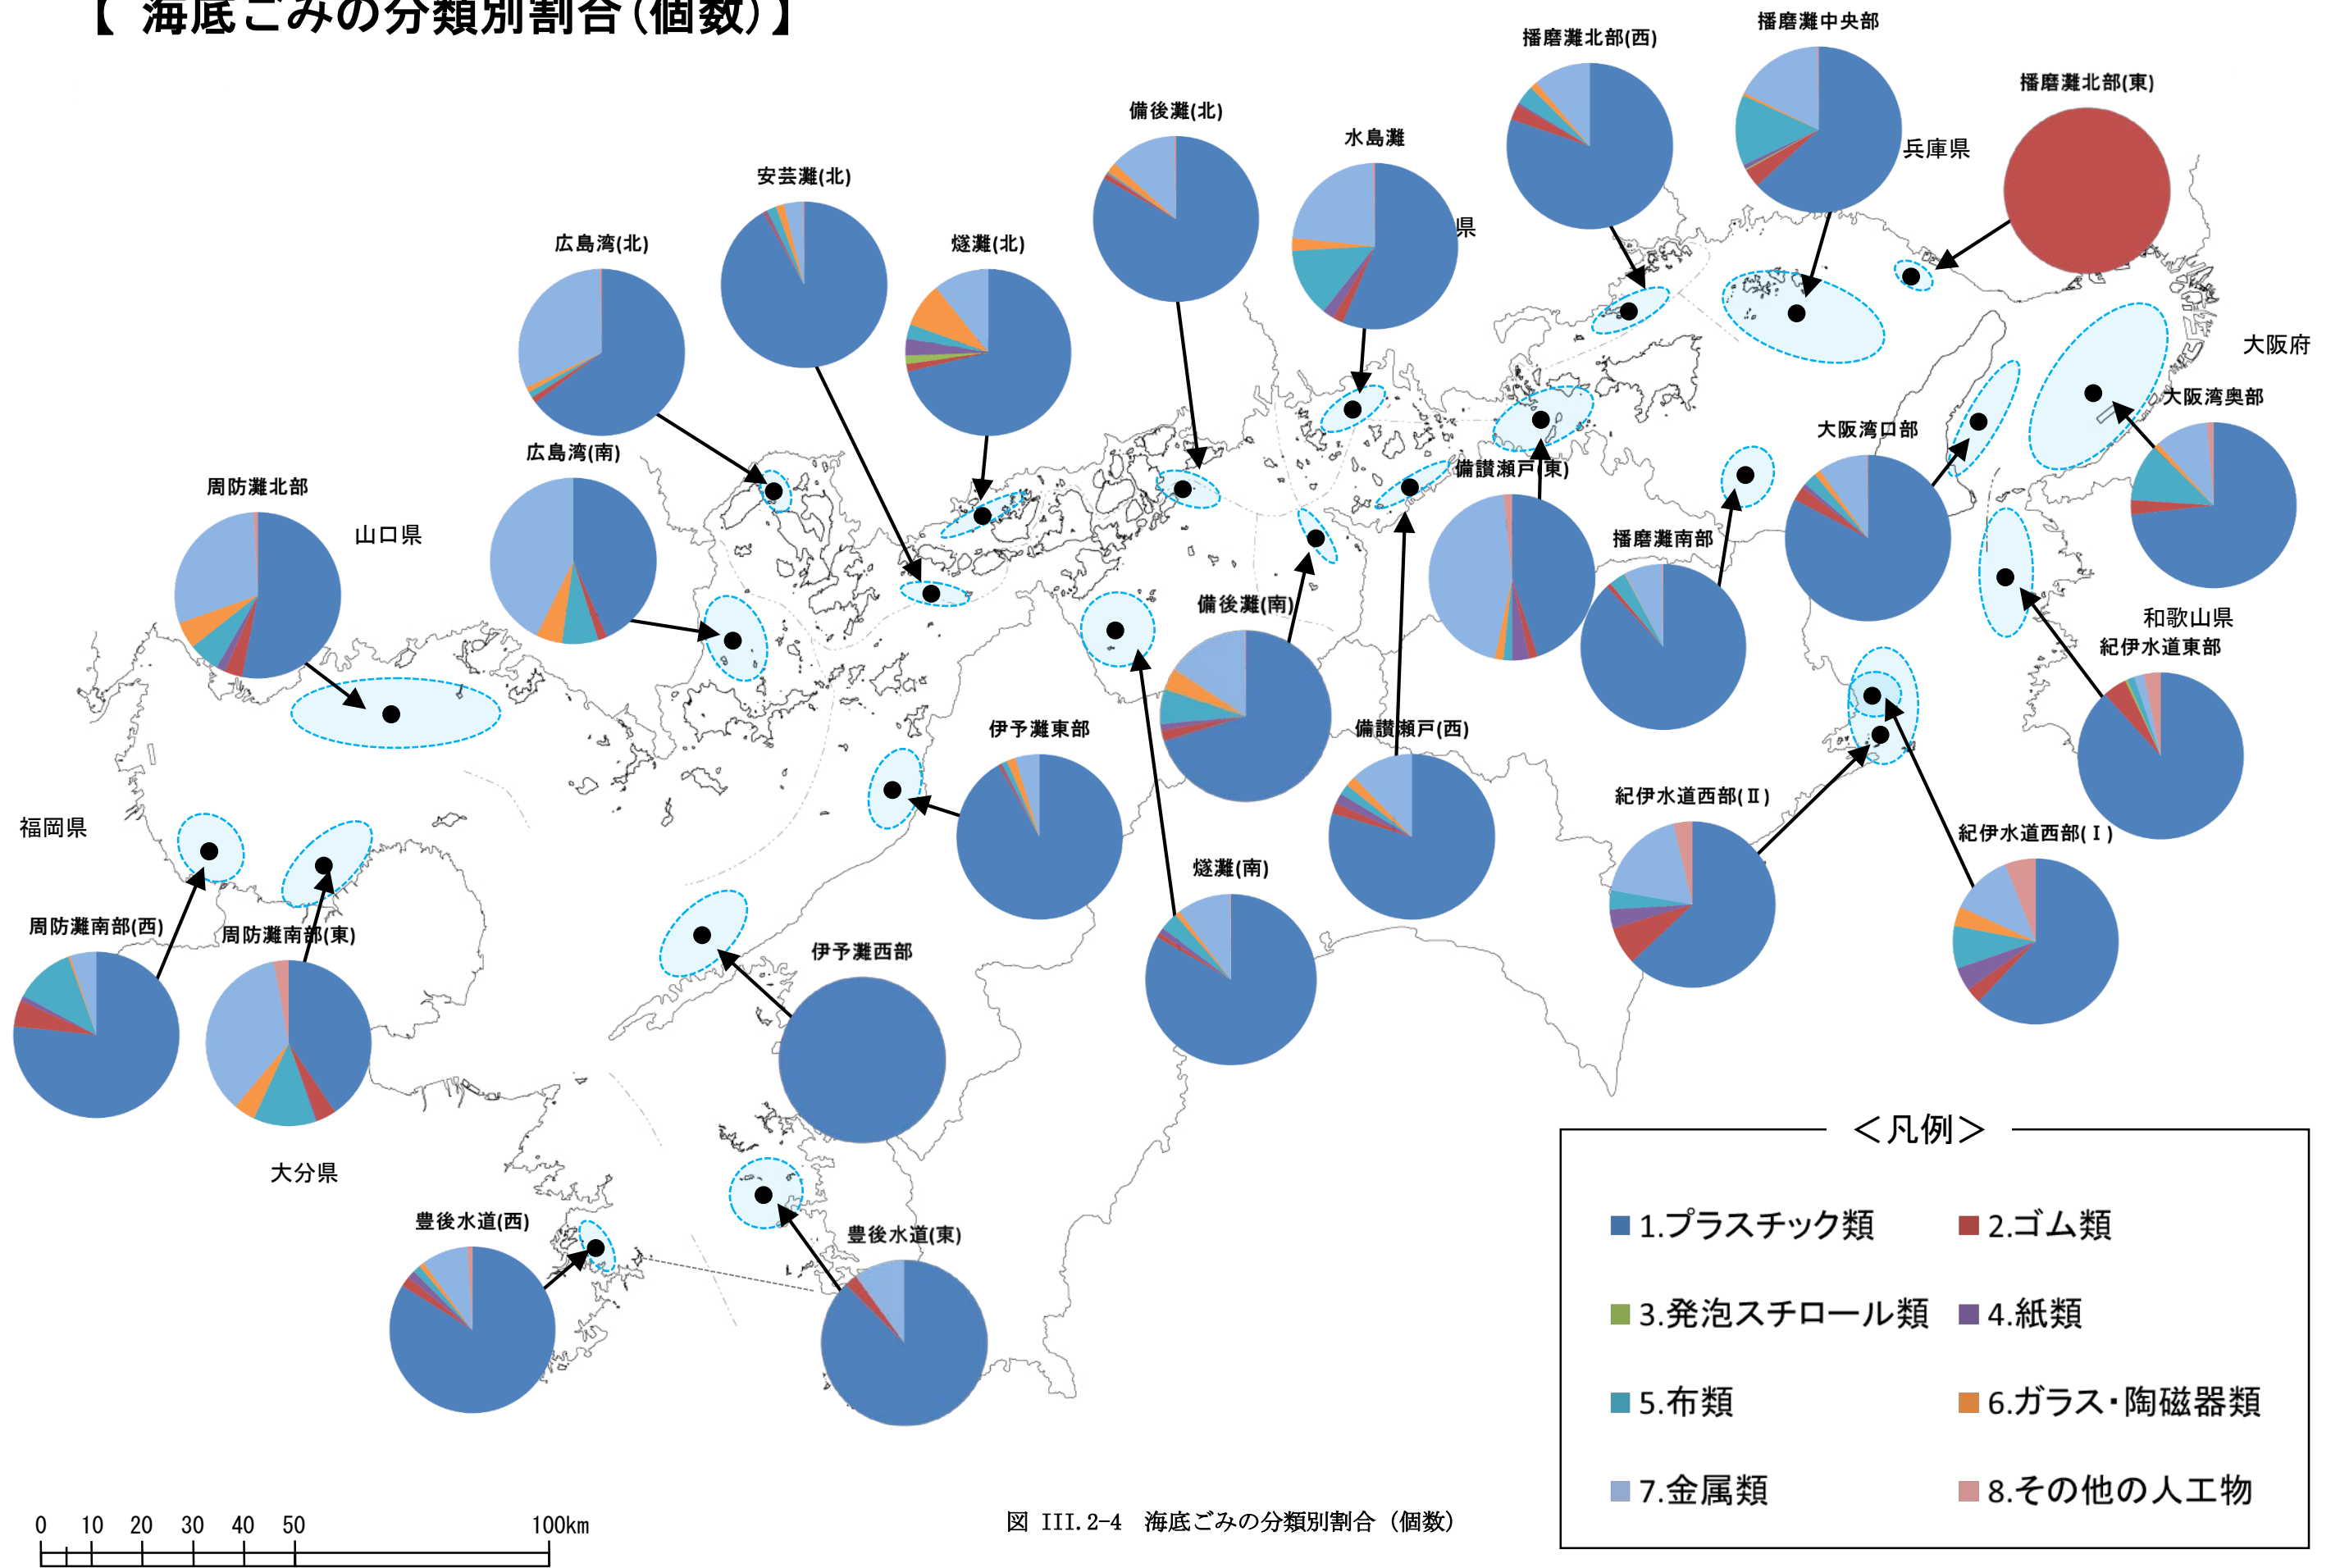 【 海底ごみの分類別割合（個数）】
播磨灘中央部
播磨灘北部(西)
播磨灘北部(東)
備後灘(北)
水島灘
兵庫県
安芸灘(北)
県
広島湾(北)
燧灘(北)
大阪府
大阪湾奥部
大阪湾口部
広島湾(南)
備讃瀬戸(東)
周防灘北部
山口県
播磨灘南部
備後灘(南)
和歌山県
紀伊水道東部
伊予灘東部
備讃瀬戸(西)
紀伊水道西部(Ⅱ)
福岡県
紀伊水道西部(Ⅰ)
燧灘(南)
周防灘南部(西)
周防灘南部(東)
伊予灘西部
大分県
豊後水道(西)
豊後水道(東)
＜凡例＞
1.プラスチック類 2.ゴム類
3.発泡スチロール類 4.紙類
5.布類 6.ガラス・陶磁器類
7.金属類 8.その他の人工物
0 10 20 30 40 50 100km
図 III.2-4 海底ごみの分類別割合（個数）